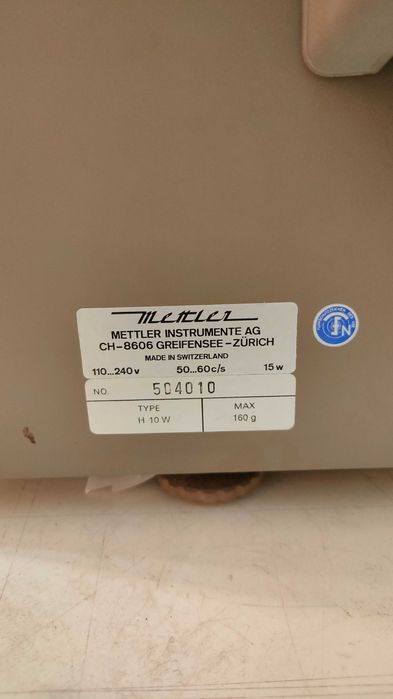 Mettler
METTLER INSTRUMENTE AG
CH-8606 GREIFENSEE-ZÜRICH
MADE IN SWITZERLAND
110...240 v 50...60 c/s 15 w
NO. 504010
TYPE MAX
H 10 W 160 g